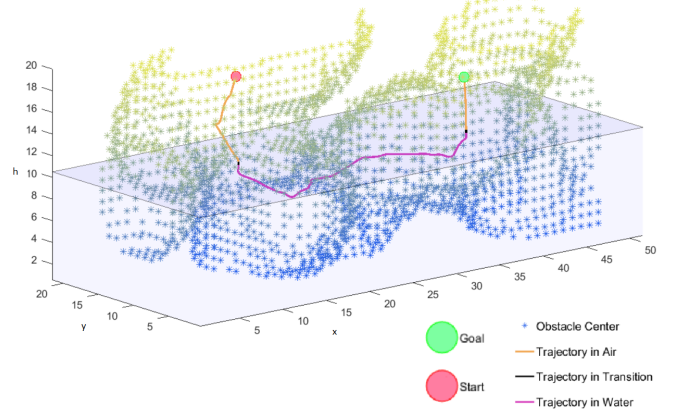 20
18
16
14
12
h
10
8
6
4
2
20
15
10
5
y
5
10
15
20
25
30
35
40
45
50
x
Goal
Start
Obstacle Center
Trajectory in Air
Trajectory in Transition
Trajectory in Water